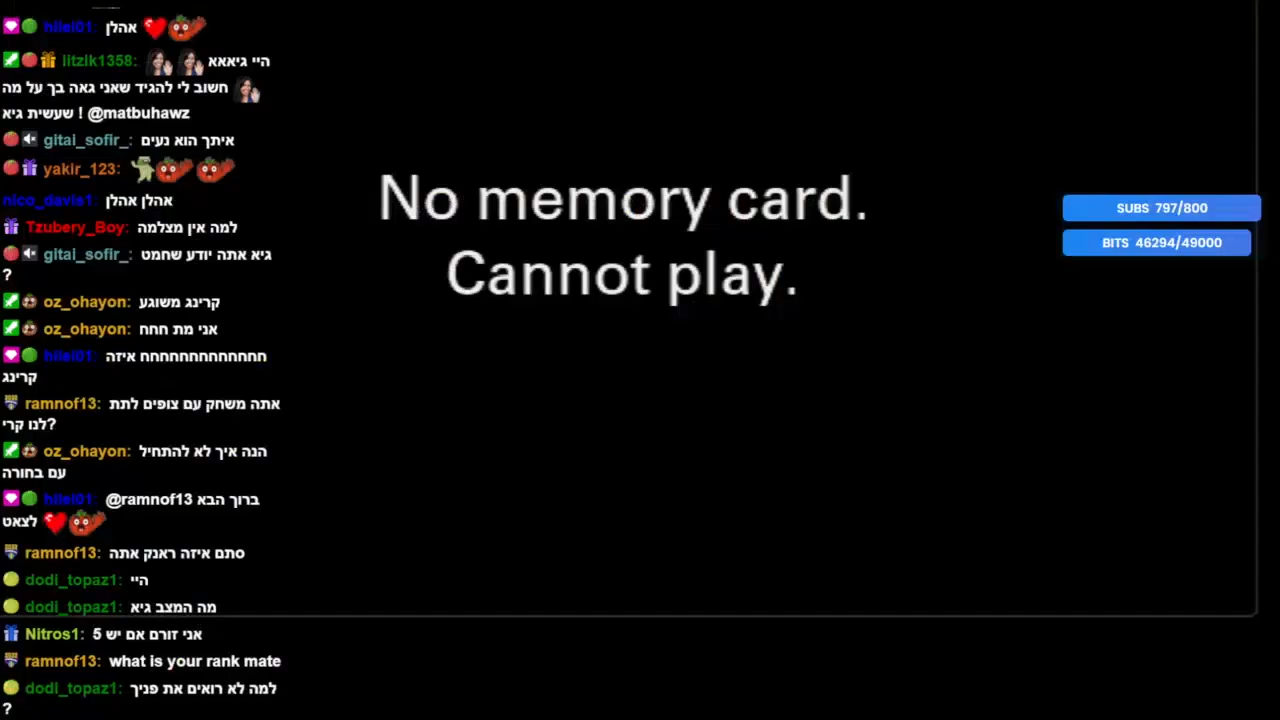 hilel01: אהלן
iitzik1358: היי גיאאא
חשוב לי להגיד שאני גאה בך על מה
שעשית גיא ! @matbuhawz
gitai_sofir_: איתך הוא נעים
yakir_123:
nico_davis1: אהלן אהלן
Tzubery_Boy: למה אין מצלמה
gitai_sofir_: גיא אתה יודע שחמט
?
oz_ohayon: קרינג משוגע
oz_ohayon: אני מת חחח
hilel01: חחחחחחחחחחחחח איזה
קרינג
ramnof13: אתה משחק עם צופים לתת
לנו קרי?
oz_ohayon: הנה איך לא להתחיל
עם בחורה
hilel01: @ramnof13 ברוך הבא
לצאט
ramnof13: סתם איזה ראנק אתה
dodi_topaz1: היי
dodi_topaz1: מה המצב גיא
Nitros1: אני זורם אם יש 5
ramnof13: what is your rank mate
dodi_topaz1: למה לא רואים את פניך
?
No memory card.
Cannot play.
SUBS 797/800
BITS 46294/49000